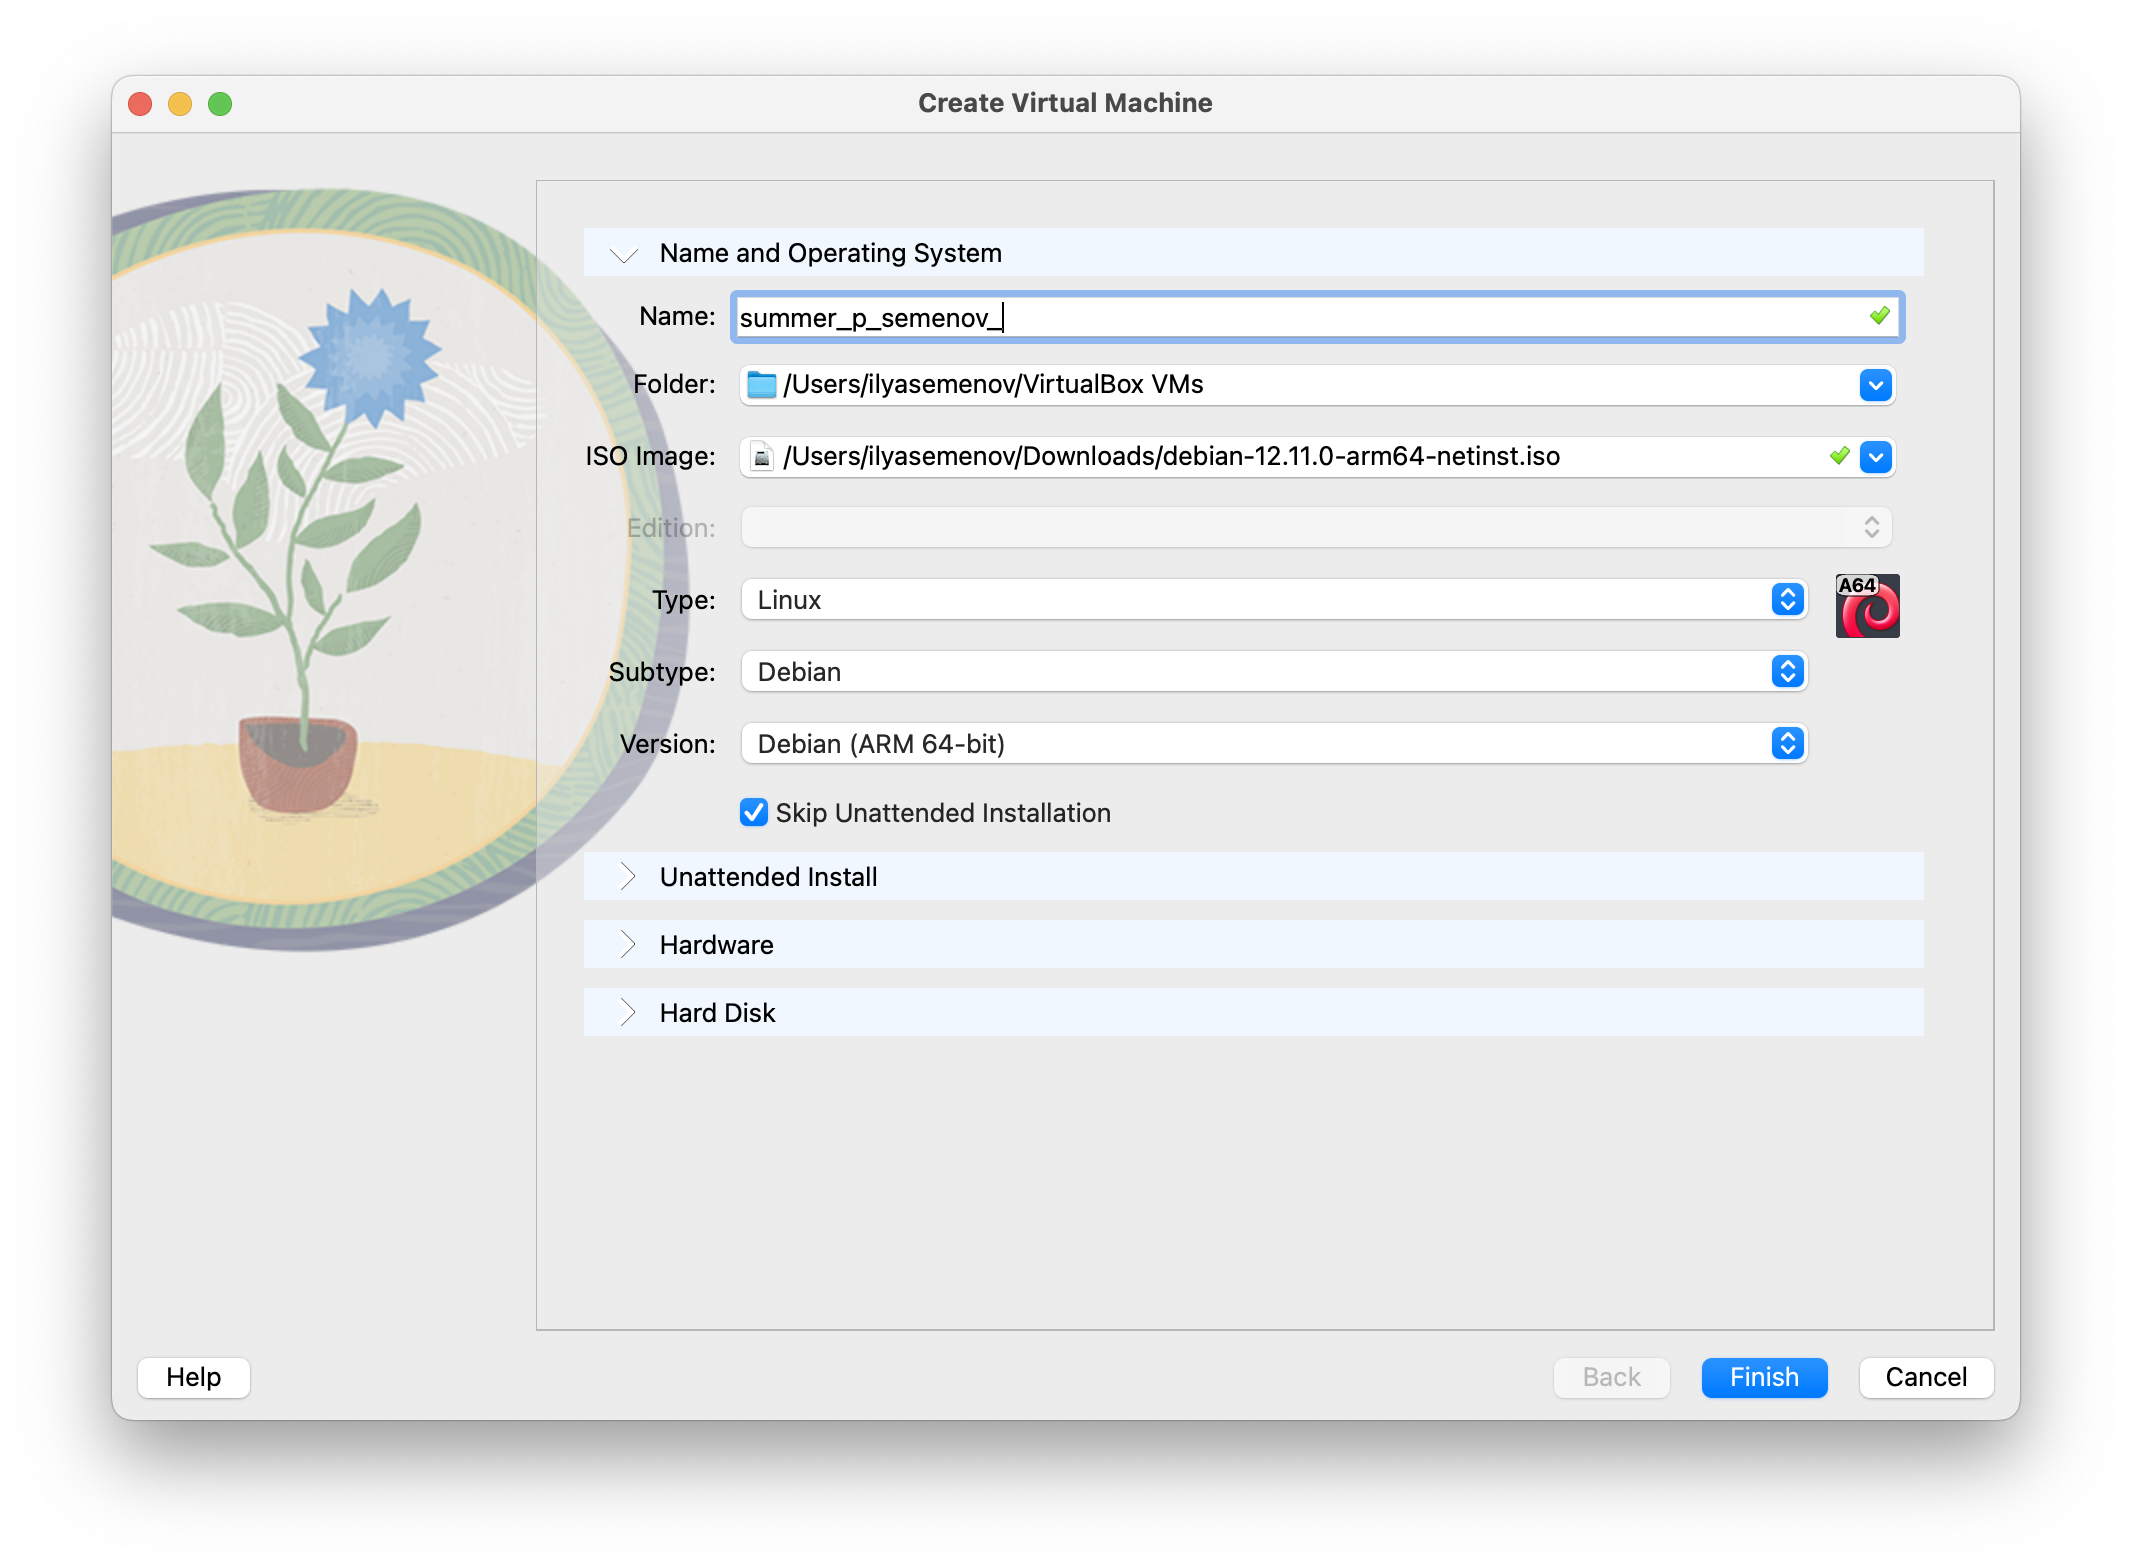 Create Virtual Machine
Name and Operating System
Name: summer_p_semenov_
Folder: /Users/ilyasemenov/VirtualBox VMs
ISO Image: /Users/ilyasemenov/Downloads/debian-12.11.0-arm64-netinst.iso
Edition:
Type: Linux
A64
Subtype: Debian
Version: Debian (ARM 64-bit)
Skip Unattended Installation
Unattended Install
Hardware
Hard Disk
Help Back Finish Cancel